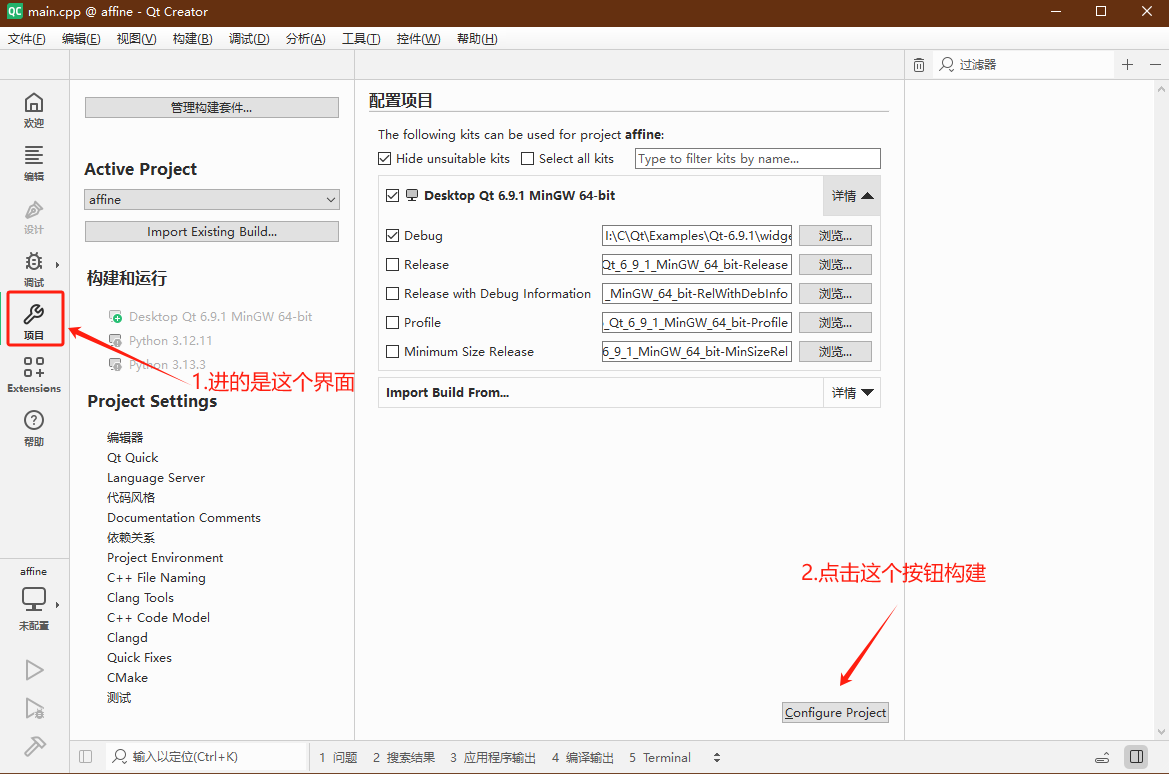 QC main.cpp @ affine - Qt Creator
文件(F) 编辑(E) 视图(V) 构建(B) 调试(D) 分析(A) 工具(T) 控件(W) 帮助(H)
过滤器
欢迎
编辑
设计
调试
项目
Extensions
帮助
affine
未配置
管理构建套件...
Active Project
affine
Import Existing Build...
构建和运行
Desktop Qt 6.9.1 MinGW 64-bit
Python 3.12.11
Python 3.13.3
1.进的是这个界面
Project Settings
编辑器
Qt Quick
Language Server
代码风格
Documentation Comments
依赖关系
Project Environment
C++ File Naming
Clang Tools
C++ Code Model
Clangd
Quick Fixes
CMake
测试
配置项目
The following kits can be used for project affine:
Hide unsuitable kits Select all kits Type to filter kits by name...
Desktop Qt 6.9.1 MinGW 64-bit 详情
Debug I:\C\Qt\Examples\Qt-6.9.1\widge 浏览...
Release Qt_6_9_1_MinGW_64_bit-Release 浏览...
Release with Debug Information _MinGW_64_bit-RelWithDebInfo 浏览...
Profile _Qt_6_9_1_MinGW_64_bit-Profile 浏览...
Minimum Size Release 6_9_1_MinGW_64_bit-MinSizeRel 浏览...
Import Build From... 详情
2.点击这个按钮构建
Configure Project
输入以定位(Ctrl+K) 1 问题 2 搜索结果 3 应用程序输出 4 编译输出 5 Terminal